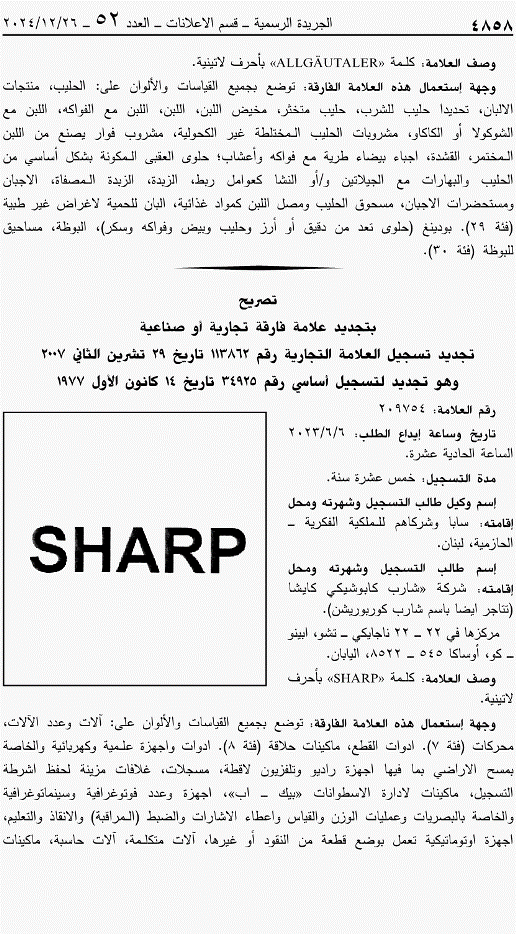 ٤٨٥٨ الجريدة الرسمية ــ قسم الاعلانات ــ العدد ٥٢ ــ ٢٠٢٤/١٢/٢٦
وصف العلامة: كلمة «ALLGÄUTALER» بأحرف لاتينية.
وجهة إستعمال هذه العلامة الفارقة: توضع بجميع القياسات والألوان على: الحليب، منتجات
الالبان، تحديدا حليب للشرب، حليب متخثر، مخيض اللبن، اللبن، اللبن مع الفواكه، اللبن مع
الشوكولا أو الكاكاو، مشروبات الحليب المختلطة غير الكحولية، مشروب فوار يصنع من اللبن
المختمر، القشدة، اجباء بيضاء طرية مع فواكه وأعشاب؛ حلوى العقبى المكونة بشكل أساسي من
الحليب والبهارات مع الجيلاتين و/أو النشا كعوامل ربط، الزبدة، الزبدة المصفاة، الاجبان
ومستحضرات الاجبان، مسحوق الحليب ومصل اللبن كمواد غذائية، البان للحمية لاغراض غير طبية
(فئة ٢٩). بودينغ (حلوى تعد من دقيق أو أرز وحليب وبيض وفواكه وسكر)، البوظة، مساحيق
للبوظة (فئة ٣٠).
تصريح
بتجديد علامة فارقة تجارية أو صناعية
تجديد تسجيل العلامة التجارية رقم ١١٣٨٦٢ تاريخ ٢٩ تشرين الثاني ٢٠٠٧
وهو تجديد لتسجيل أساسي رقم ٣٤٩٢٥ تاريخ ١٤ كانون الأول ١٩٧٧
رقم العلامة: ٢٠٩٧٥٤
تاريخ وساعة إيداع الطلب: ٢٠٢٣/٦/٦
الساعة الحادية عشرة.
مدة التسجيل: خمس عشرة سنة.
إسم وكيل طالب التسجيل وشهرته ومحل
إقامته: سابا وشركاهم للملكية الفكرية ــ
الحازمية، لبنان.
إسم طالب التسجيل وشهرته ومحل
إقامته: شركة «شارب كابوشيكي كايشا
(تتاجر ايضا باسم شارب كوربوريشن).
مركزها في ٢٢ ــ ٢٢ ناجايكي ــ تشو، ابينو
ــ كو، أوساكا ٥٤٥ ــ ٨٥٢٢، اليابان.
وصف العلامة: كلمة «SHARP» بأحرف
لاتينية.
SHARP
وجهة إستعمال هذه العلامة الفارقة: توضع بجميع القياسات والألوان على: آلات وعدد الآلات،
محركات (فئة ٧). ادوات القطع، ماكينات حلاقة (فئة ٨). ادوات واجهزة علمية وكهربائية والخاصة
بمسح الاراضي بما فيها اجهزة راديو وتلفزيون لاقطة، مسجلات، غلافات مزينة لحفظ اشرطة
التسجيل، ماكينات لادارة الاسطوانات «بيك ــ اب»، اجهزة وعدد فوتوغرافية وسينماتوغرافية
والخاصة بالبصريات وعمليات الوزن والقياس واعطاء الاشارات والضبط (المراقبة) والانقاذ والتعليم،
اجهزة اوتوماتيكية تعمل بوضع قطعة من النقود أو غيرها، آلات متكلمة، آلات حاسبة، ماكينات